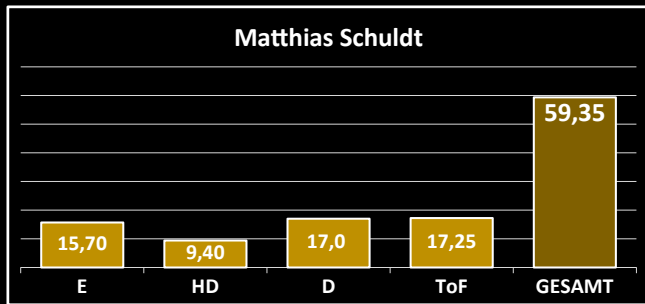 Matthias Schuldt
59,35
15,70
9,40
17,0
17,25
E
HD
D
ToF
GESAMT